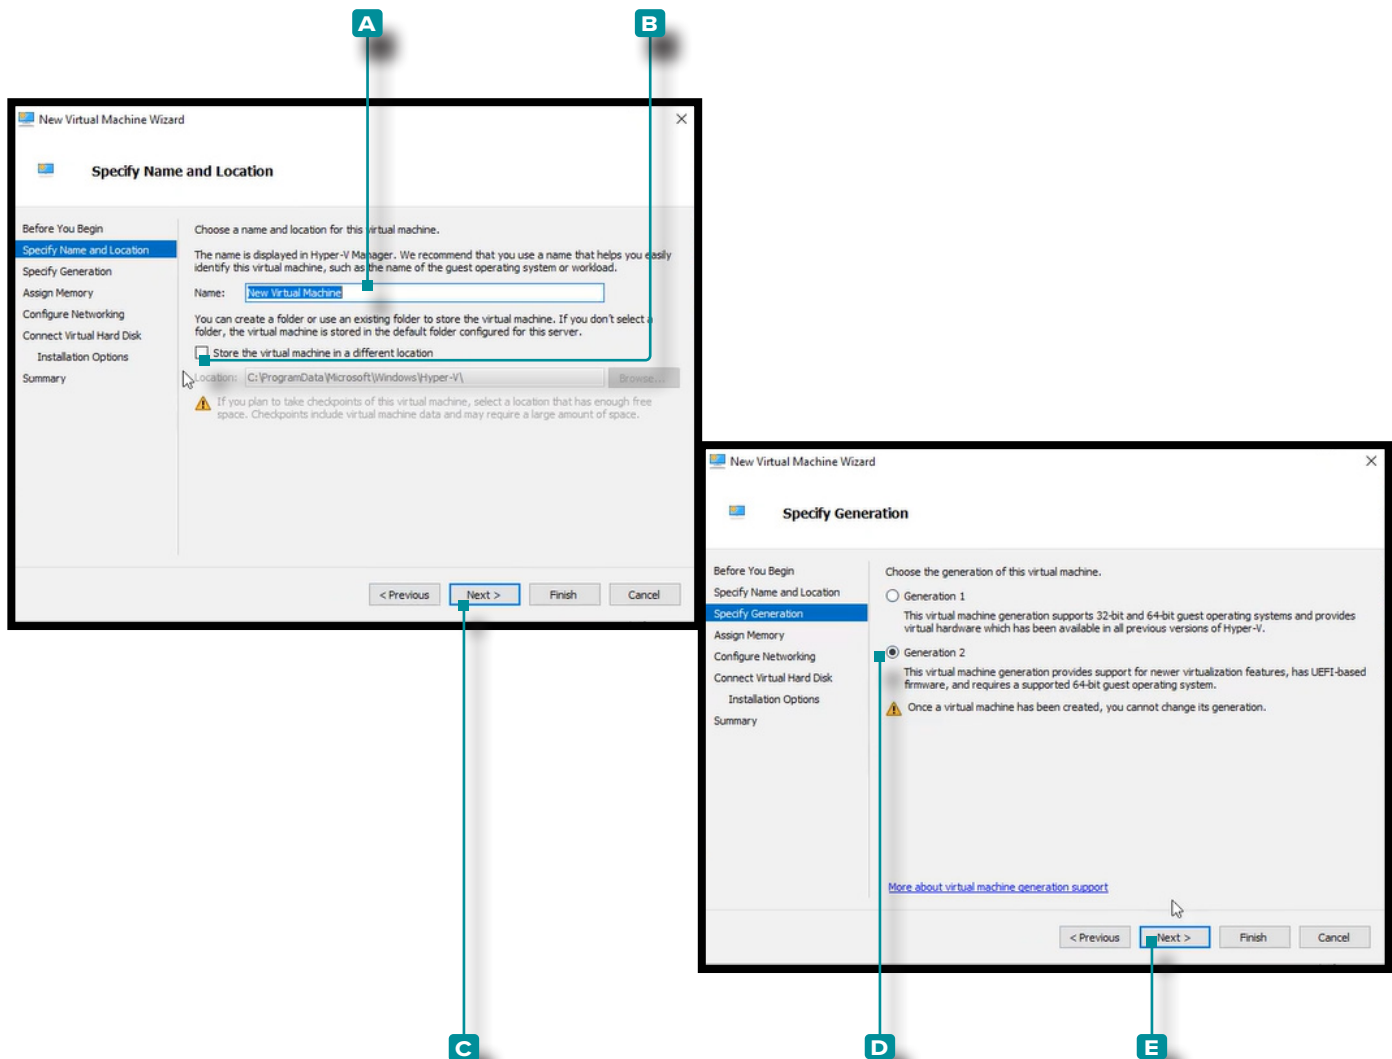 A
B
New Virtual Machine Wizard
Specify Name and Location
Before You Begin
Specify Name and Location
Specify Generation
Assign Memory
Configure Networking
Connect Virtual Hard Disk
Installation Options
Summary
Choose a name and location for this virtual machine.
The name is displayed in Hyper-V Manager. We recommend that you use a name that helps you easily
identify this virtual machine, such as the name of the guest operating system or workload.
Name: New Virtual Machine
You can create a folder or use an existing folder to store the virtual machine. If you don't select a
folder, the virtual machine is stored in the default folder configured for this server.
Store the virtual machine in a different location
Location: C:\ProgramData\Microsoft\Windows\Hyper-V\ Browse...
If you plan to take checkpoints of this virtual machine, select a location that has enough free
space. Checkpoints include virtual machine data and may require a large amount of space.
< Previous Next > Finish Cancel
New Virtual Machine Wizard
Specify Generation
Before You Begin
Specify Name and Location
Specify Generation
Assign Memory
Configure Networking
Connect Virtual Hard Disk
Installation Options
Summary
Choose the generation of this virtual machine.
Generation 1
This virtual machine generation supports 32-bit and 64-bit guest operating systems and provides
virtual hardware which has been available in all previous versions of Hyper-V.
Generation 2
This virtual machine generation provides support for newer virtualization features, has UEFI-based
firmware, and requires a supported 64-bit guest operating system.
Once a virtual machine has been created, you cannot change its generation.
More about virtual machine generation support
< Previous Next > Finish Cancel
C
D
E